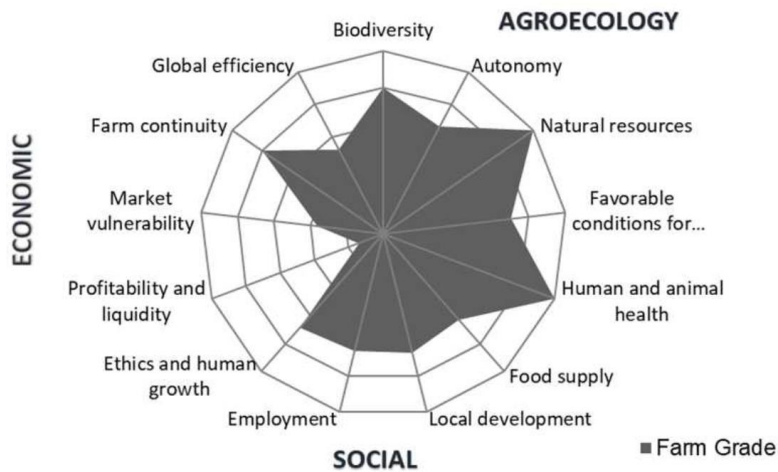 AGROECOLOGY
Biodiversity
Global efficiency
Autonomy
Farm continuity
Natural resources
ECONOMIC
Market
vulnerability
Favorable
conditions for...
Profitability and
liquidity
Human and animal
health
Ethics and human
growth
Food supply
Employment
Local development
SOCIAL
Farm Grade